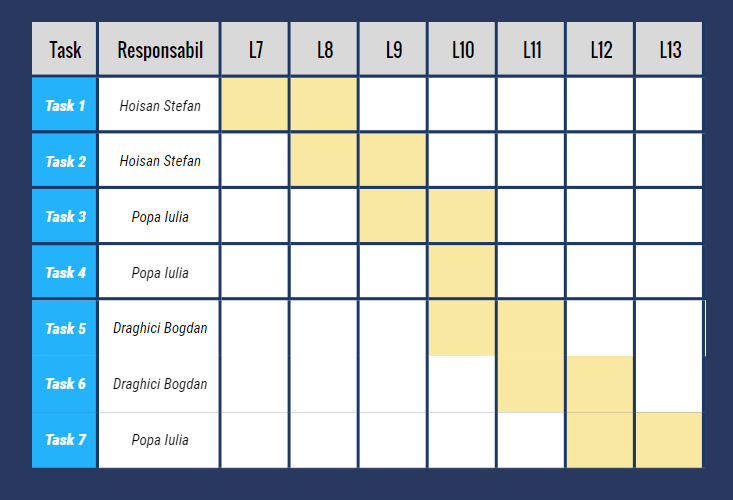 Task Responsabil L7 L8 L9 L10 L11 L12 L13
Task 1 Hoisan Stefan
Task 2 Hoisan Stefan
Task 3 Popa Iulia
Task 4 Popa Iulia
Task 5 Draghici Bogdan
Task 6 Draghici Bogdan
Task 7 Popa Iulia